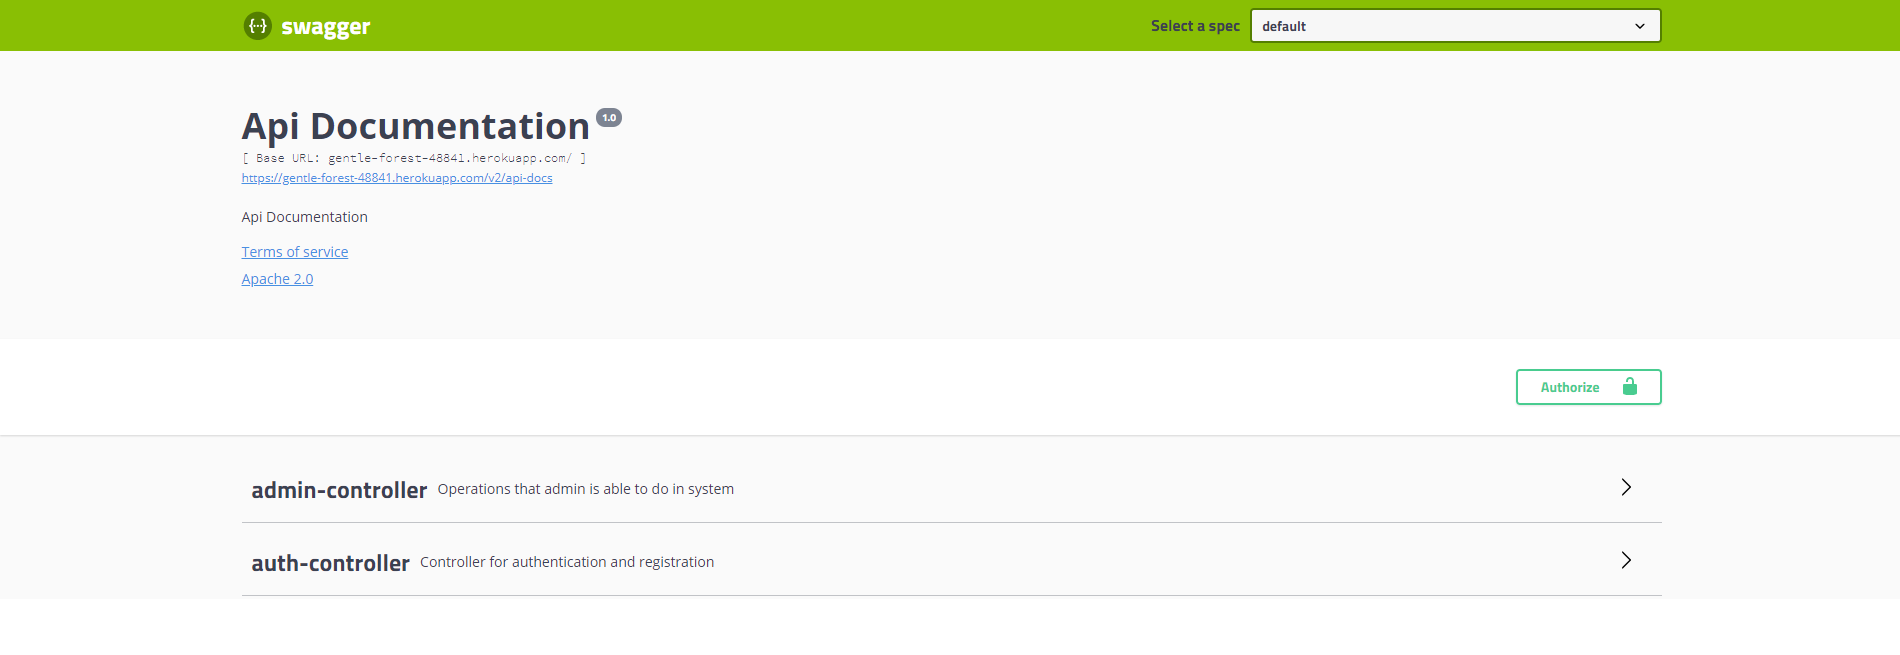 {···} swagger
Select a spec default
Api Documentation 1.0
[ Base URL: gentle-forest-48841.herokuapp.com/ ]
https://gentle-forest-48841.herokuapp.com/v2/api-docs
Api Documentation
Terms of service
Apache 2.0
Authorize
admin-controller Operations that admin is able to do in system
auth-controller Controller for authentication and registration